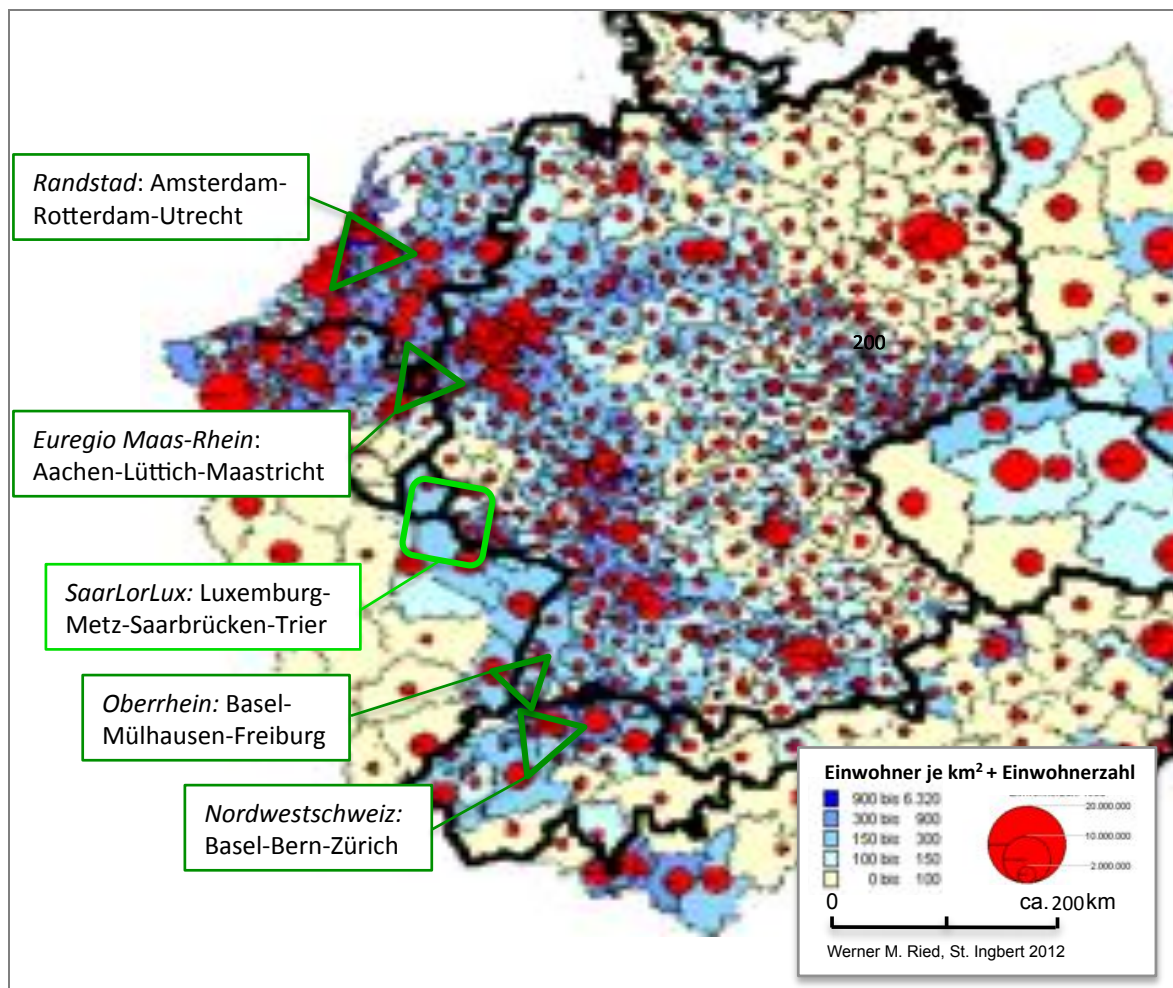 Randstad: Amsterdam-
Rotterdam-Utrecht
200
Euregio Maas-Rhein:
Aachen-Lüttich-Maastricht
SaarLorLux: Luxemburg-
Metz-Saarbrücken-Trier
Oberrhein: Basel-
Mülhausen-Freiburg
Nordwestschweiz:
Basel-Bern-Zürich
Einwohner je km² + Einwohnerzahl
900 bis 6.320
300 bis 900
150 bis 300
100 bis 150
0 bis 100
20.000.000
10.000.000
2.000.000
0 ca. 200 km
Werner M. Ried, St. Ingbert 2012